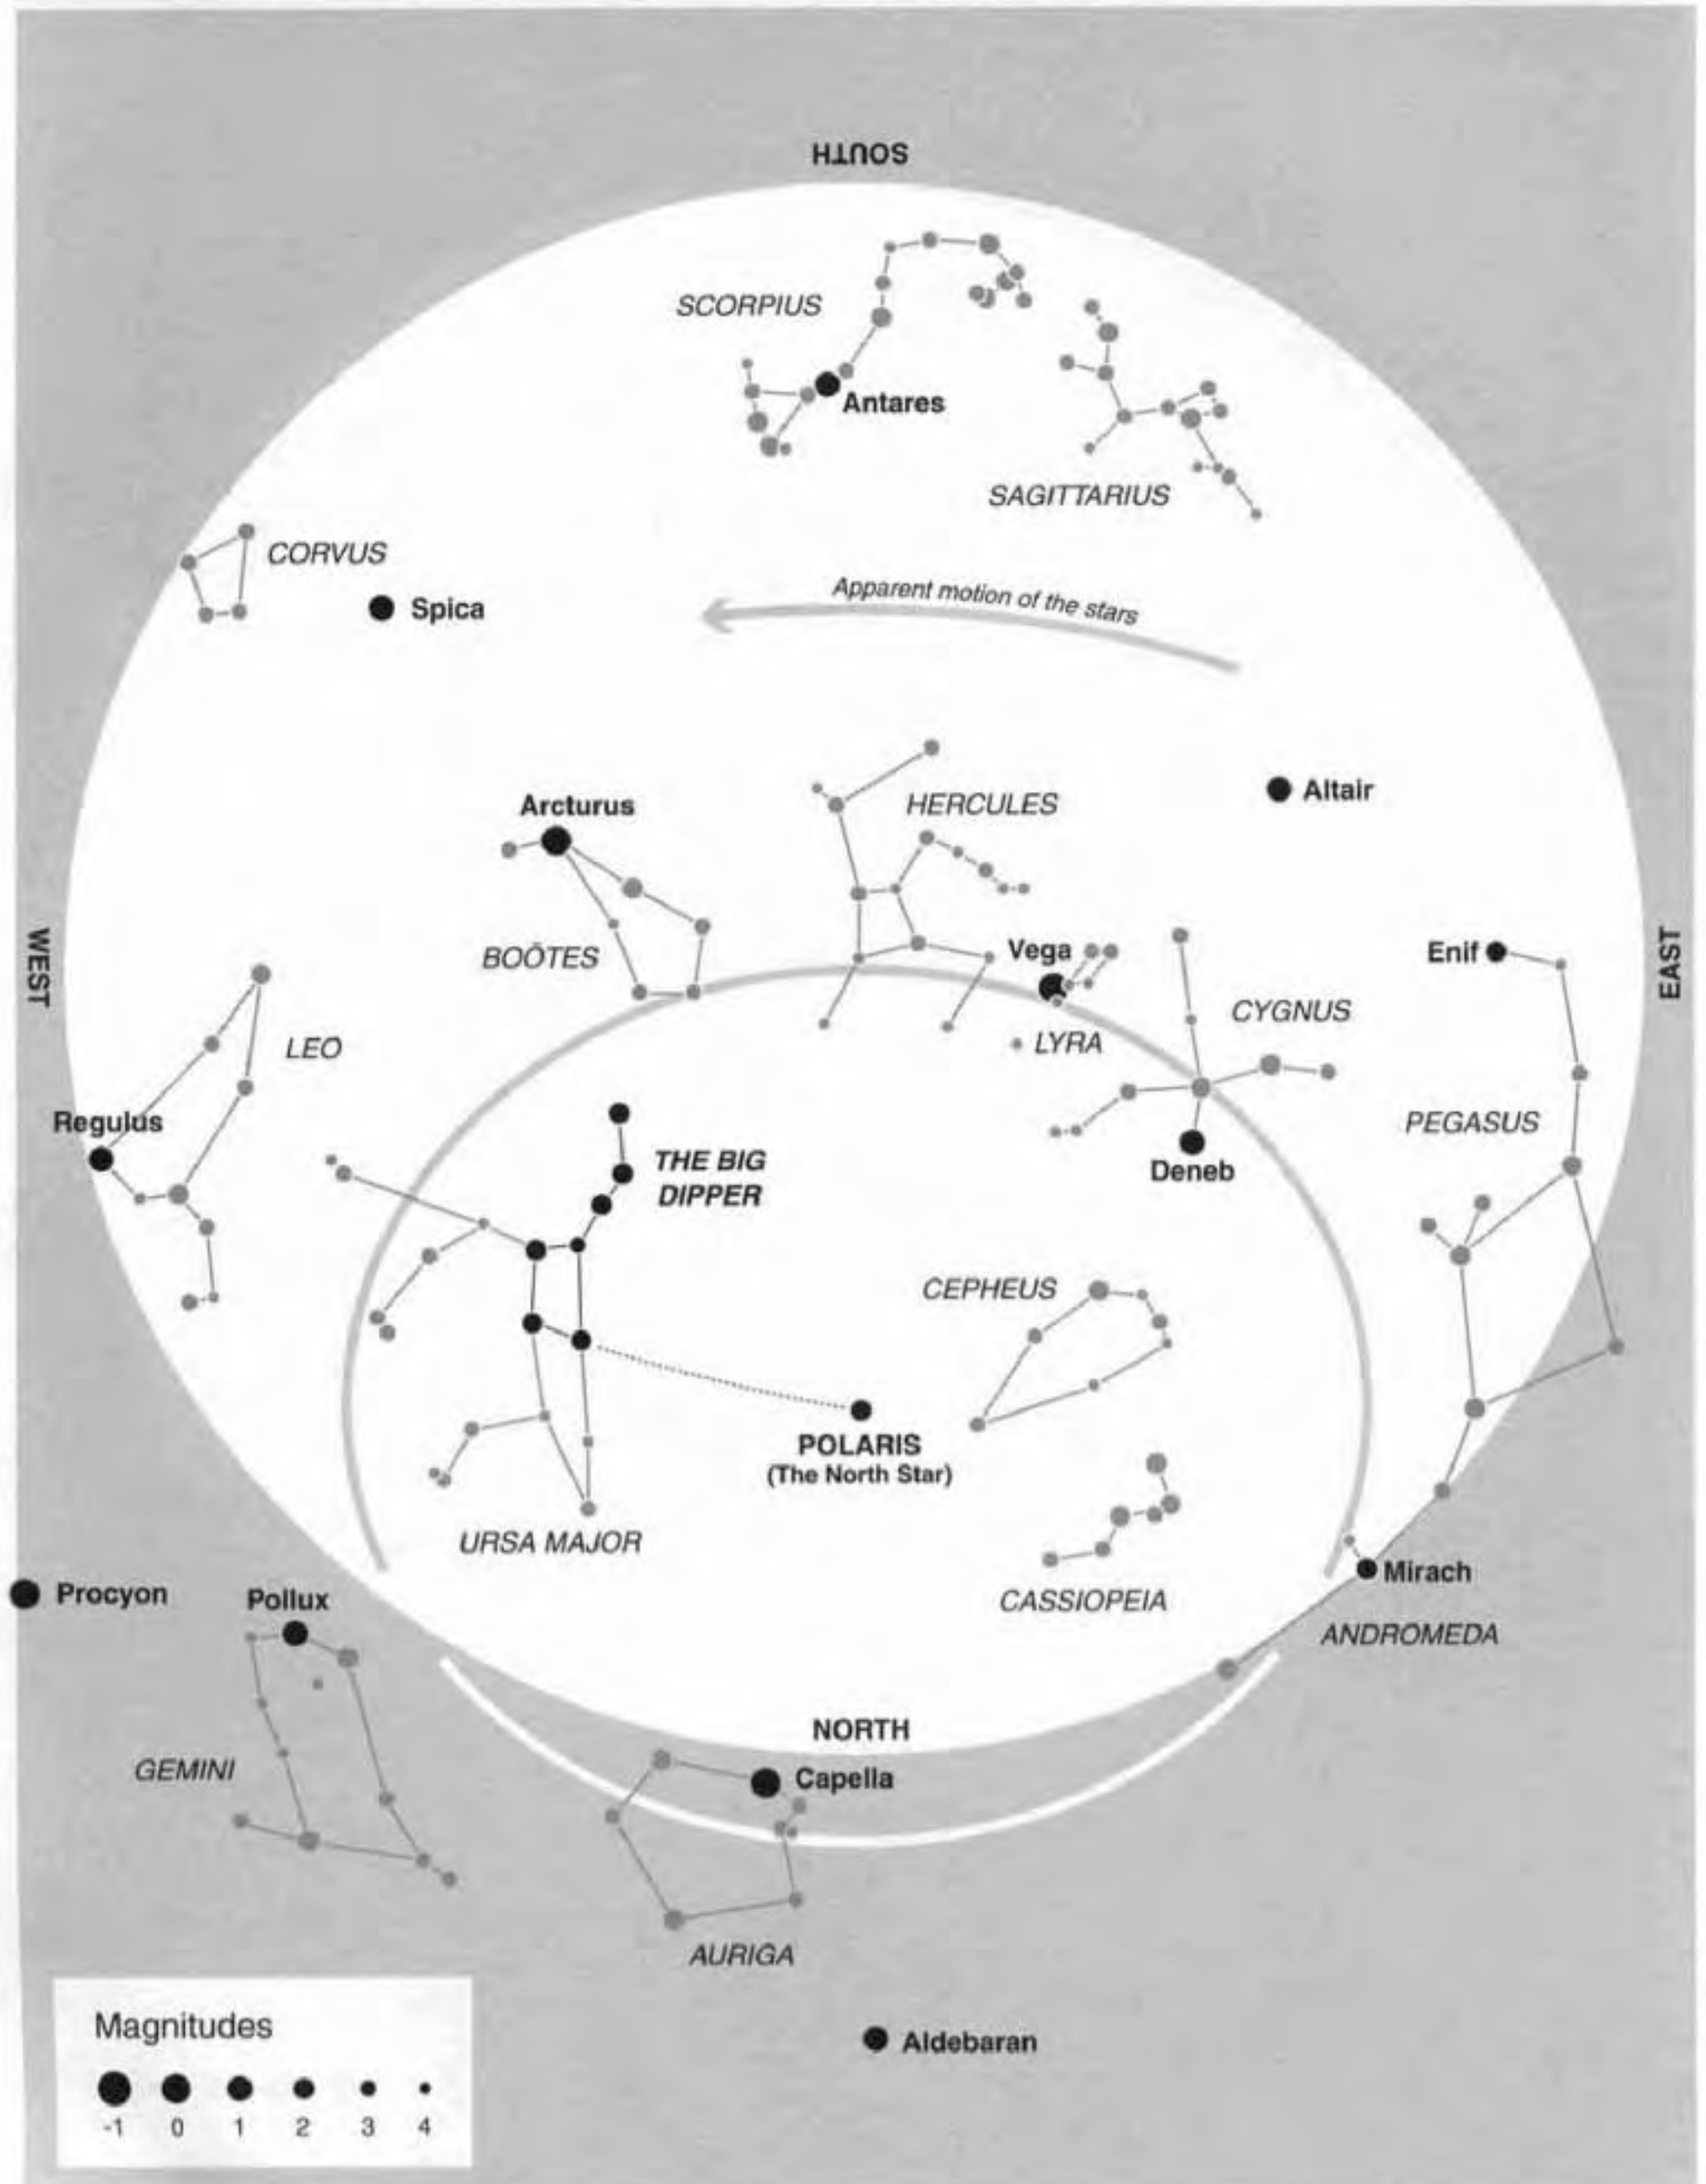 SOUTH
SCORPIUS
Antares
SAGITTARIUS
CORVUS
Spica
Apparent motion of the stars
Altair
Arcturus
HERCULES
BOÖTES
Vega
Enif
WEST
EAST
CYGNUS
LEO
LYRA
Regulus
PEGASUS
THE BIG
DIPPER
Deneb
CEPHEUS
POLARIS
(The North Star)
URSA MAJOR
CASSIOPEIA
Mirach
ANDROMEDA
Procyon
Pollux
NORTH
GEMINI
Capella
AURIGA
Aldebaran
Magnitudes
-1 0 1 2 3 4